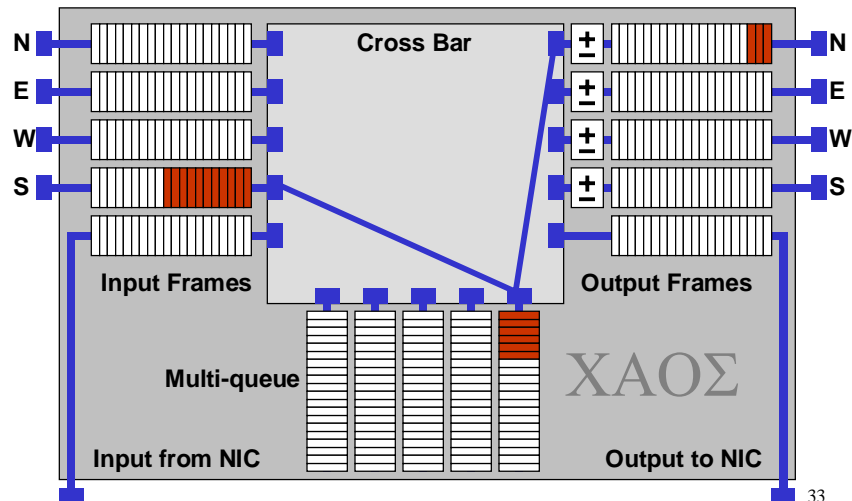 Cross Bar
N
E
W
S
±
±
±
±
N
E
W
S
Input Frames
Output Frames
Multi-queue
ΧΑΟΣ
Input from NIC
Output to NIC
33